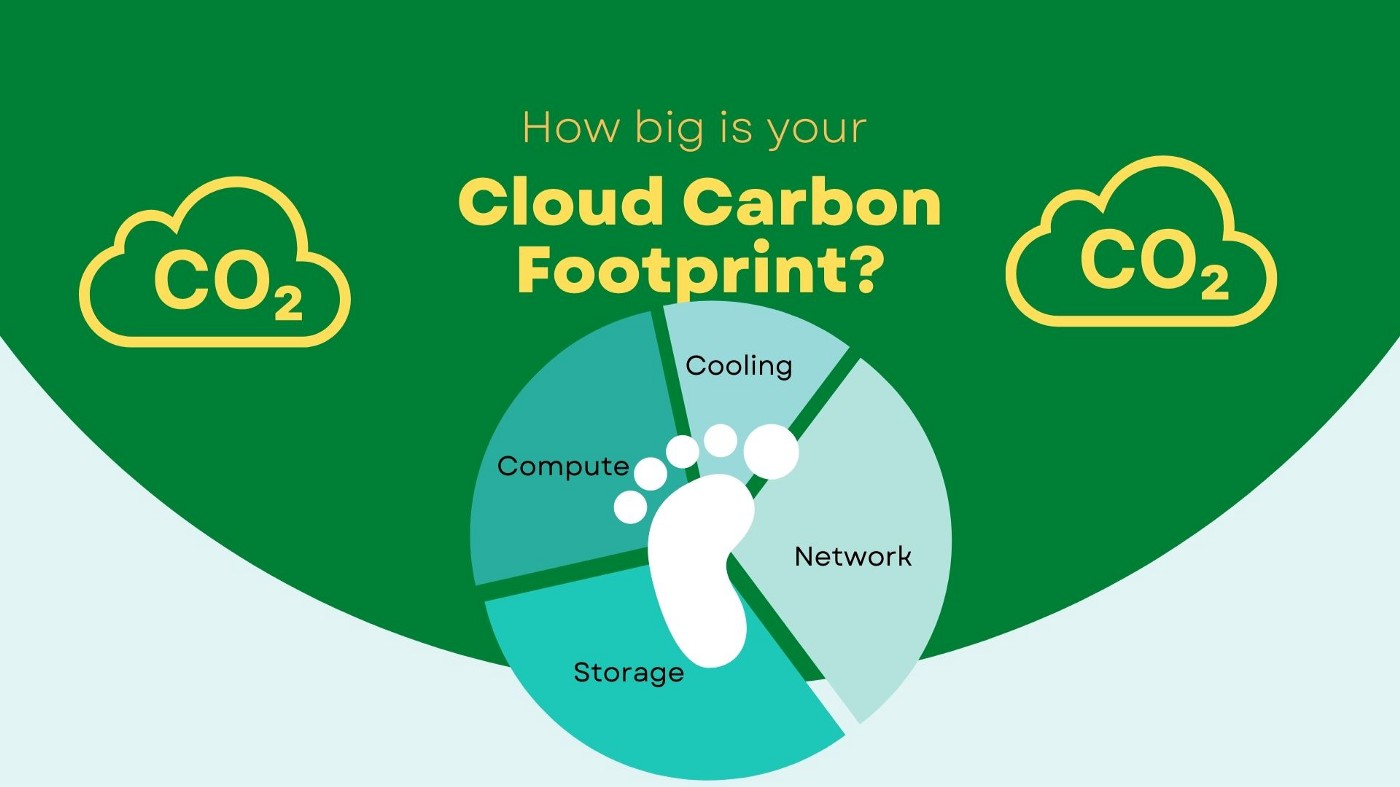 How big is your
Cloud Carbon
Footprint?
CO₂
CO₂
Cooling
Compute
Network
Storage